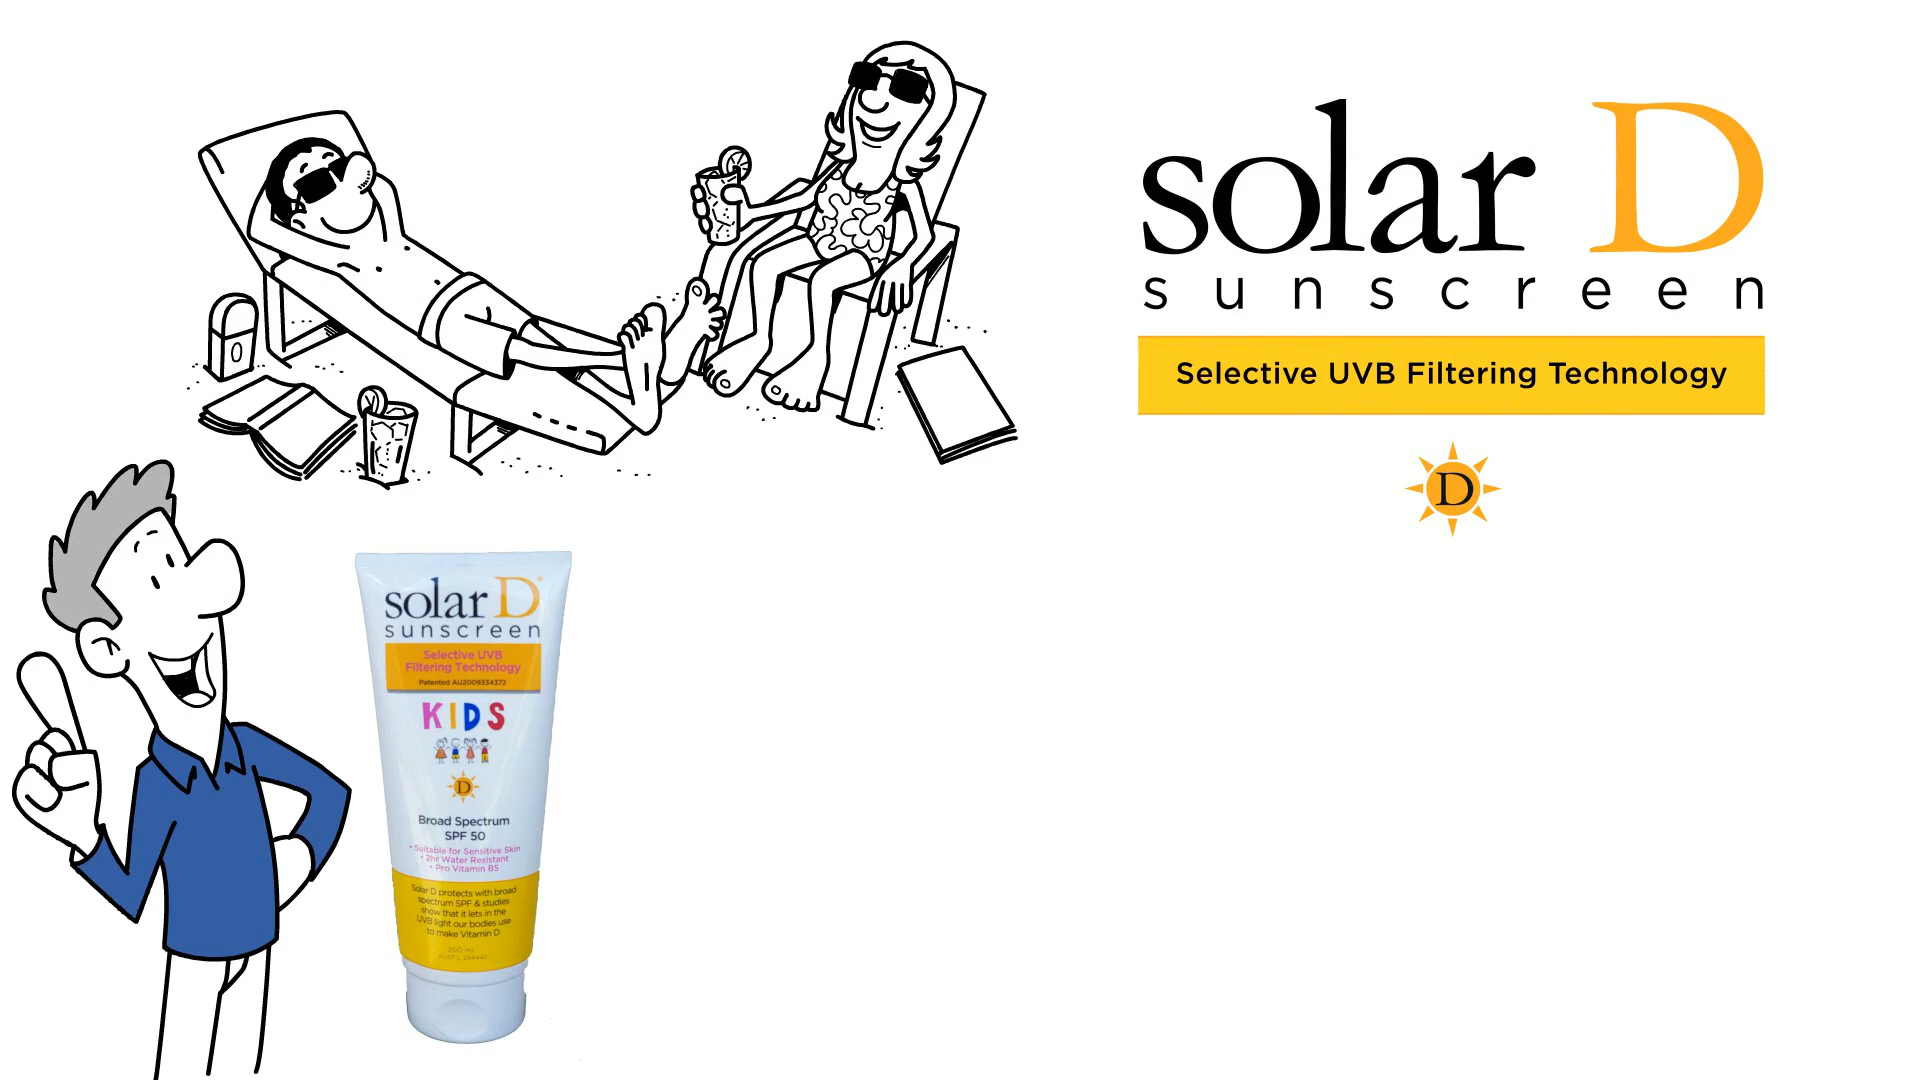 solar D
sunscreen
Selective UVB Filtering Technology
D
solar D
sunscreen
Selective UVB
Filtering Technology
Patented AU2009334372
KIDS
D
Broad Spectrum
SPF 50
• Suitable for Sensitive Skin
• 2hr Water Resistant
• Pro Vitamin B5
Solar D protects with broad
spectrum SPF & studies
show that it lets in the
UVB light our bodies use
to make Vitamin D
200 mL